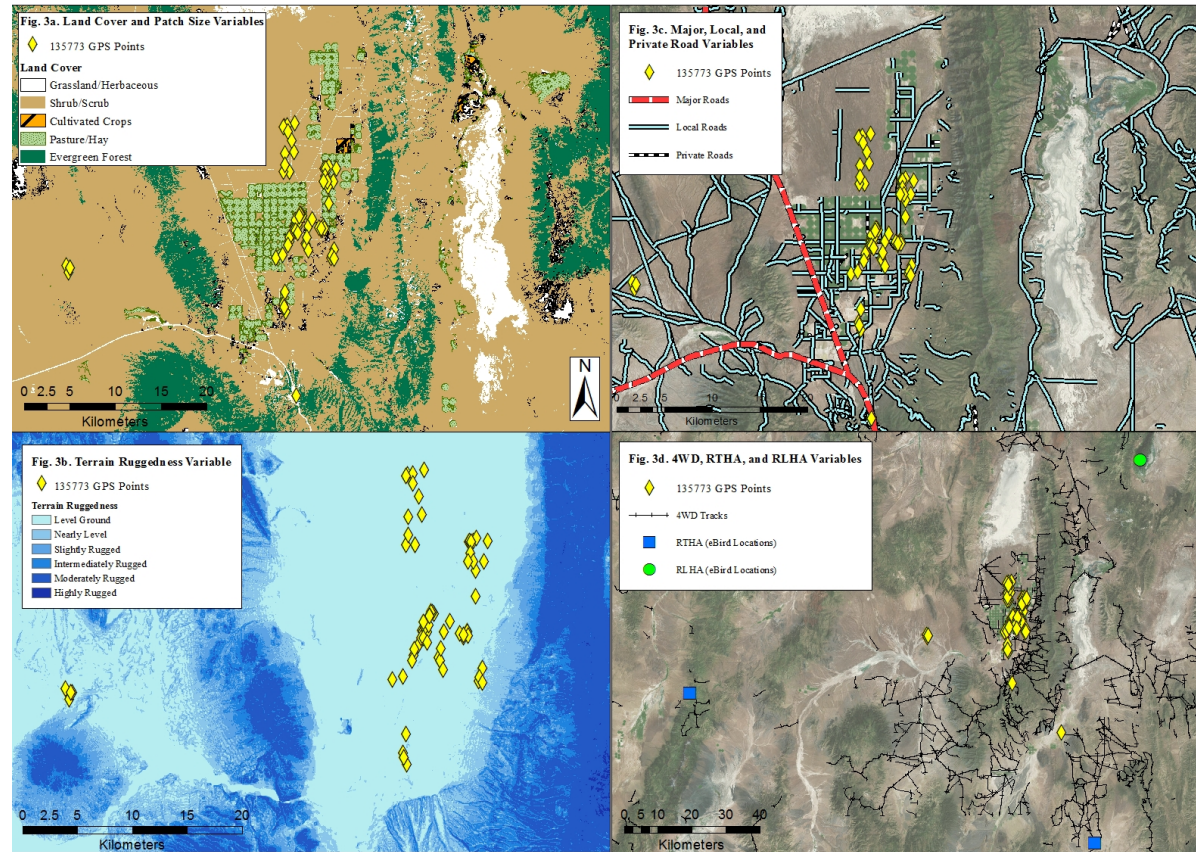 Fig. 3a. Land Cover and Patch Size Variables
135773 GPS Points
Land Cover
Grassland/Herbaceous
Shrub/Scrub
Cultivated Crops
Pasture/Hay
Evergreen Forest
N
0 2.5 5 10 15 20
Kilometers
Fig. 3c. Major, Local, and
Private Road Variables
135773 GPS Points
Major Roads
Local Roads
Private Roads
0 2.5 5 10 15 20
Kilometers
Fig. 3b. Terrain Ruggedness Variable
135773 GPS Points
Terrain Ruggedness
Level Ground
Nearly Level
Slightly Rugged
Intermediately Rugged
Moderately Rugged
Highly Rugged
0 2.5 5 10 15 20
Kilometers
Fig. 3d. 4WD, RTHA, and RLHA Variables
135773 GPS Points
4WD Tracks
RTHA (eBird Locations)
RLHA (eBird Locations)
0 5 10 20 30 40
Kilometers